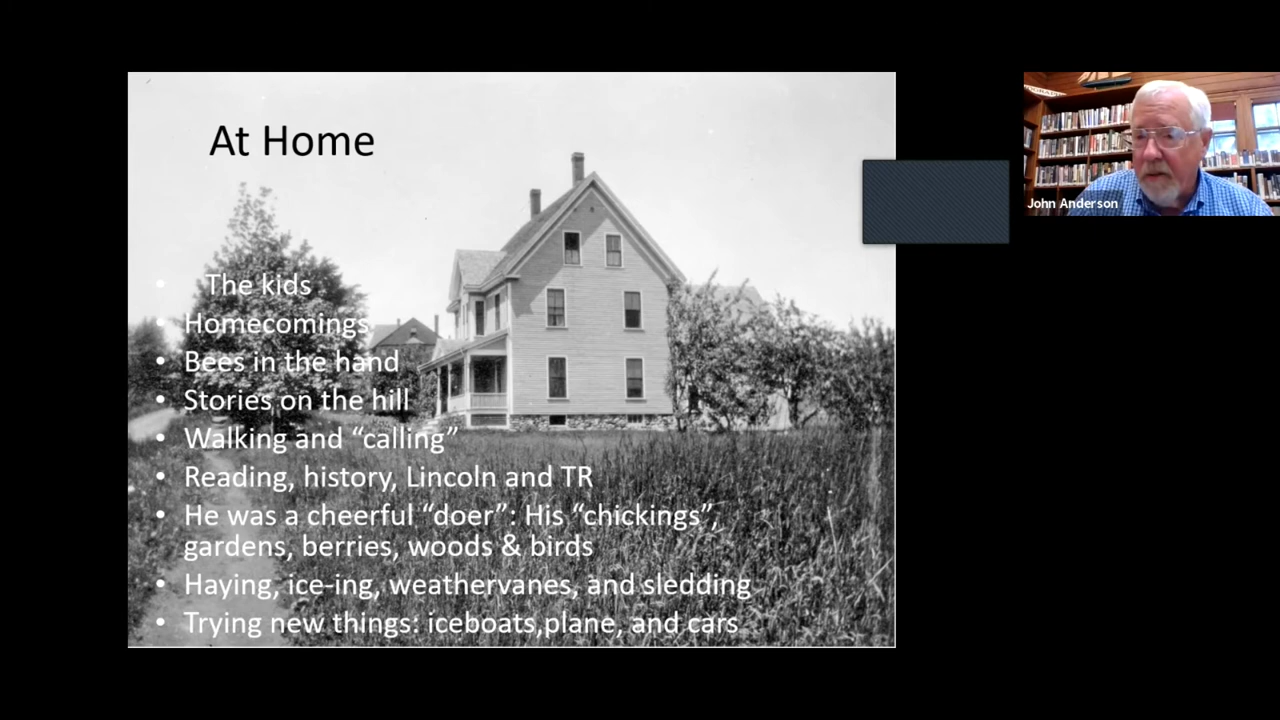 At Home
• The kids
• Homecomings
• Bees in the hand
• Stories on the hill
• Walking and “calling”
• Reading, history, Lincoln and TR
• He was a cheerful “doer”: His “chickings”,
gardens, berries, woods & birds
• Haying, ice-ing, weathervanes, and sledding
• Trying new things: iceboats,plane, and cars
John Anderson